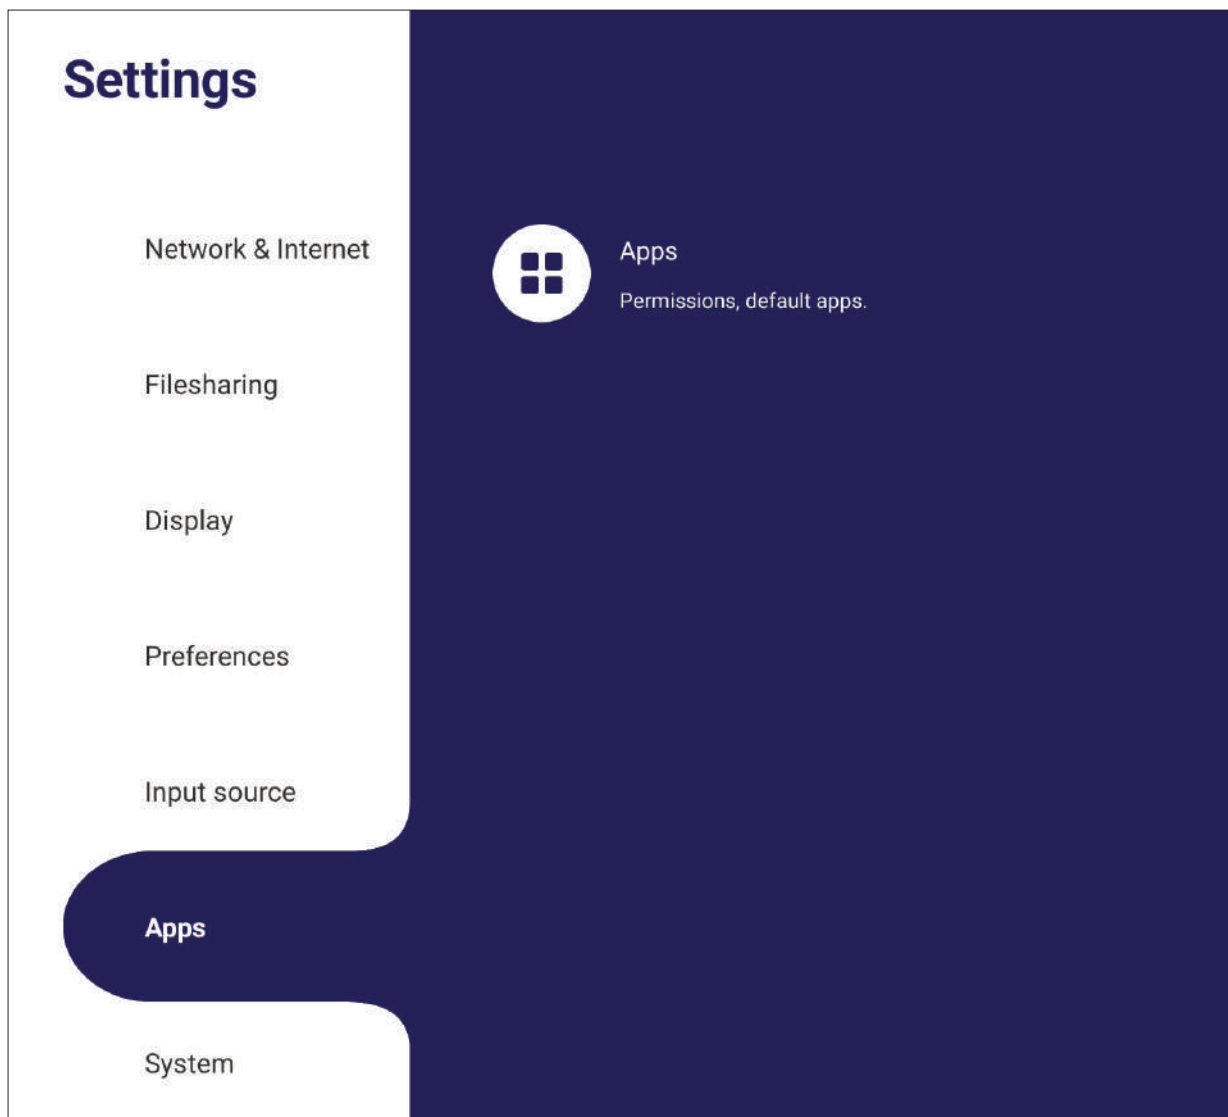 Settings
Network & Internet
Filesharing
Display
Preferences
Input source
Apps
System
Apps
Permissions, default apps.